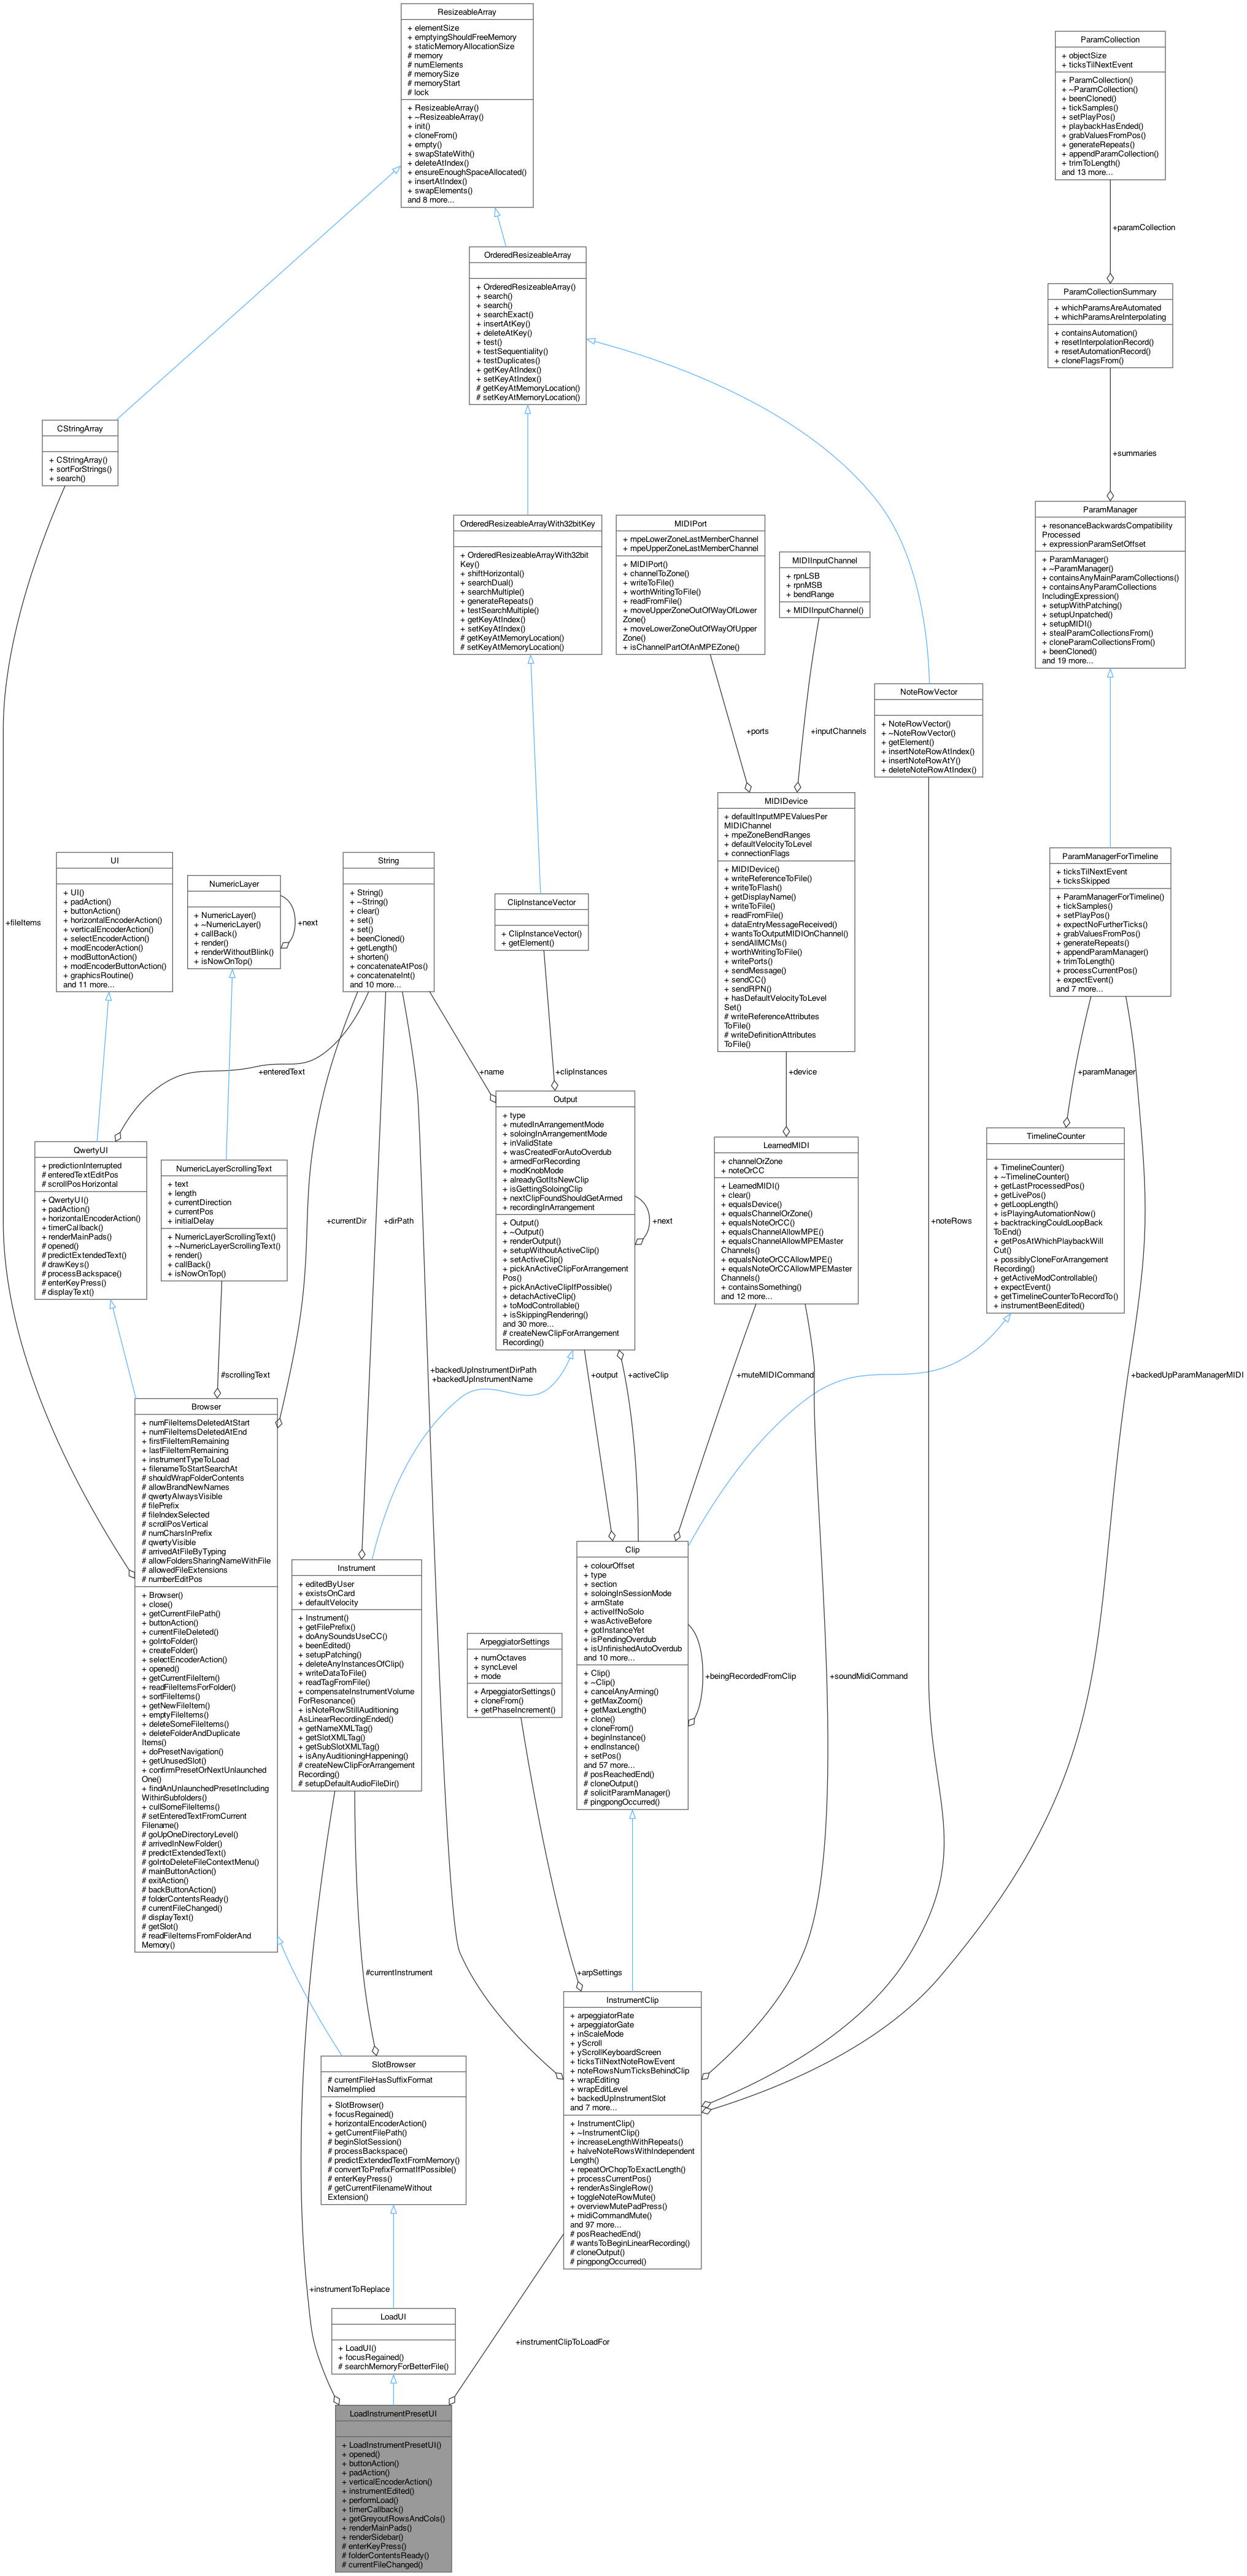 ResizeableArray
+ elementSize
+ emptyingShouldFreeMemory
+ staticMemoryAllocationSize
# memory
# numElements
# memorySize
# memoryStart
# lock
+ ResizeableArray()
+ ~ResizeableArray()
+ init()
+ cloneFrom()
+ empty()
+ swapStateWith()
+ deleteAtIndex()
+ ensureEnoughSpaceAllocated()
+ insertAtIndex()
+ swapElements()
and 8 more...
ParamCollection
+ objectSize
+ ticksTilNextEvent
+ ParamCollection()
+ ~ParamCollection()
+ beenCloned()
+ tickSamples()
+ setPlayPos()
+ playbackHasEnded()
+ grabValuesFromPos()
+ generateRepeats()
+ appendParamCollection()
+ trimToLength()
and 13 more...
+paramCollection
OrderedResizeableArray
+ OrderedResizeableArray()
+ search()
+ search()
+ searchExact()
+ insertAtKey()
+ deleteAtKey()
+ test()
+ testSequentiality()
+ testDuplicates()
+ getKeyAtIndex()
+ setKeyAtIndex()
# getKeyAtMemoryLocation()
# setKeyAtMemoryLocation()
ParamCollectionSummary
+ whichParamsAreAutomated
+ whichParamsAreInterpolating
+ containsAutomation()
+ resetInterpolationRecord()
+ resetAutomationRecord()
+ cloneFlagsFrom()
+summaries
CStringArray
+ CStringArray()
+ sortForStrings()
+ search()
OrderedResizeableArrayWith32bitKey
+ OrderedResizeableArrayWith32bit
Key()
+ shiftHorizontal()
+ searchDual()
+ searchMultiple()
+ generateRepeats()
+ testSearchMultiple()
+ getKeyAtIndex()
+ setKeyAtIndex()
# getKeyAtMemoryLocation()
# setKeyAtMemoryLocation()
MIDIPort
+ mpeLowerZoneLastMemberChannel
+ mpeUpperZoneLastMemberChannel
+ MIDIPort()
+ channelToZone()
+ writeToFile()
+ worthWritingToFile()
+ readFromFile()
+ moveUpperZoneOutOfWayOfLower
Zone()
+ moveLowerZoneOutOfWayOfUpper
Zone()
+ isChannelPartOfAnMPEZone()
MIDIInputChannel
+ rpnLSB
+ rpnMSB
+ bendRange
+ MIDIInputChannel()
ParamManager
+ resonanceBackwardsCompatibility
Processed
+ expressionParamSetOffset
+ ParamManager()
+ ~ParamManager()
+ containsAnyMainParamCollections()
+ containsAnyParamCollections
IncludingExpression()
+ setupWithPatching()
+ setupUnpatched()
+ setupMIDI()
+ stealParamCollectionsFrom()
+ cloneParamCollectionsFrom()
+ beenCloned()
and 19 more...
NoteRowVector
+ NoteRowVector()
+ ~NoteRowVector()
+ getElement()
+ insertNoteRowAtIndex()
+ insertNoteRowAtY()
+ deleteNoteRowAtIndex()
+ports
+inputChannels
MIDIDevice
+ defaultInputMPEValuesPer
MIDIChannel
+ mpeZoneBendRanges
+ defaultVelocityToLevel
+ connectionFlags
+ MIDIDevice()
+ writeReferenceToFile()
+ writeToFlash()
+ getDisplayName()
+ writeToFile()
+ readFromFile()
+ dataEntryMessageReceived()
+ wantsToOutputMIDIOnChannel()
+ sendAllMCMs()
+ worthWritingToFile()
+ writePorts()
+ sendMessage()
+ sendCC()
+ sendRPN()
+ hasDefaultVelocityToLevel
Set()
# writeReferenceAttributes
ToFile()
# writeDefinitionAttributes
ToFile()
+device
+fileItems
UI
+ UI()
+ padAction()
+ buttonAction()
+ horizontalEncoderAction()
+ verticalEncoderAction()
+ selectEncoderAction()
+ modEncoderAction()
+ modButtonAction()
+ modEncoderButtonAction()
+ graphicsRoutine()
and 11 more...
NumericLayer
+ NumericLayer()
+ ~NumericLayer()
+ callBack()
+ render()
+ renderWithoutBlink()
+ isNowOnTop()
+next
String
+ String()
+ ~String()
+ clear()
+ set()
+ set()
+ beenCloned()
+ getLength()
+ shorten()
+ concatenateAtPos()
+ concatenateInt()
and 10 more...
ClipInstanceVector
+ ClipInstanceVector()
+ getElement()
ParamManagerForTimeline
+ ticksTilNextEvent
+ ticksSkipped
+ ParamManagerForTimeline()
+ tickSamples()
+ setPlayPos()
+ expectNoFurtherTicks()
+ grabValuesFromPos()
+ generateRepeats()
+ appendParamManager()
+ trimToLength()
+ processCurrentPos()
+ expectEvent()
and 7 more...
+enteredText
+name
+clipInstances
+paramManager
QwertyUI
+ predictionInterrupted
# enteredTextEditPos
# scrollPosHorizontal
+ QwertyUI()
+ padAction()
+ horizontalEncoderAction()
+ timerCallback()
+ renderMainPads()
# opened()
# predictExtendedText()
# drawKeys()
# processBackspace()
# enterKeyPress()
# displayText()
NumericLayerScrollingText
+ text
+ length
+ currentDirection
+ currentPos
+ initialDelay
+ NumericLayerScrollingText()
+ ~NumericLayerScrollingText()
+ render()
+ callBack()
+ isNowOnTop()
+currentDir
+dirPath
Output
+ type
+ mutedInArrangementMode
+ soloingInArrangementMode
+ inValidState
+ wasCreatedForAutoOverdub
+ armedForRecording
+ modKnobMode
+ alreadyGotItsNewClip
+ isGettingSoloingClip
+ nextClipFoundShouldGetArmed
+ recordingInArrangement
+ Output()
+ ~Output()
+ renderOutput()
+ setupWithoutActiveClip()
+ setActiveClip()
+ pickAnActiveClipForArrangement
Pos()
+ pickAnActiveClipIfPossible()
+ detachActiveClip()
+ toModControllable()
+ isSkippingRendering()
and 30 more...
# createNewClipForArrangement
Recording()
+next
LearnedMIDI
+ channelOrZone
+ noteOrCC
+ LearnedMIDI()
+ clear()
+ equalsDevice()
+ equalsChannelOrZone()
+ equalsNoteOrCC()
+ equalsChannelAllowMPE()
+ equalsChannelAllowMPEMaster
Channels()
+ equalsNoteOrCCAllowMPE()
+ equalsNoteOrCCAllowMPEMaster
Channels()
+ containsSomething()
and 12 more...
+noteRows
TimelineCounter
+ TimelineCounter()
+ ~TimelineCounter()
+ getLastProcessedPos()
+ getLivePos()
+ getLoopLength()
+ isPlayingAutomationNow()
+ backtrackingCouldLoopBack
ToEnd()
+ getPosAtWhichPlaybackWill
Cut()
+ possiblyCloneForArrangement
Recording()
+ getActiveModControllable()
+ expectEvent()
+ getTimelineCounterToRecordTo()
+ instrumentBeenEdited()
#scrollingText
+backedUpInstrumentDirPath
+backedUpInstrumentName
+output
+activeClip
+muteMIDICommand
+backedUpParamManagerMIDI
Browser
+ numFileItemsDeletedAtStart
+ numFileItemsDeletedAtEnd
+ firstFileItemRemaining
+ lastFileItemRemaining
+ instrumentTypeToLoad
+ filenameToStartSearchAt
# shouldWrapFolderContents
# allowBrandNewNames
# qwertyAlwaysVisible
# filePrefix
# fileIndexSelected
# scrollPosVertical
# numCharsInPrefix
# qwertyVisible
# arrivedAtFileByTyping
# allowFoldersSharingNameWithFile
# allowedFileExtensions
# numberEditPos
+ Browser()
+ close()
+ getCurrentFilePath()
+ buttonAction()
+ currentFileDeleted()
+ goIntoFolder()
+ createFolder()
+ selectEncoderAction()
+ opened()
+ getCurrentFileItem()
+ readFileItemsForFolder()
+ sortFileItems()
+ getNewFileItem()
+ emptyFileItems()
+ deleteSomeFileItems()
+ deleteFolderAndDuplicate
Items()
+ doPresetNavigation()
+ getUnusedSlot()
+ confirmPresetOrNextUnlaunched
One()
+ findAnUnlaunchedPresetIncluding
WithinSubfolders()
+ cullSomeFileItems()
# setEnteredTextFromCurrent
Filename()
# goUpOneDirectoryLevel()
# arrivedInNewFolder()
# predictExtendedText()
# goIntoDeleteFileContextMenu()
# mainButtonAction()
# exitAction()
# backButtonAction()
# folderContentsReady()
# currentFileChanged()
# displayText()
# getSlot()
# readFileItemsFromFolderAnd
Memory()
Instrument
+ editedByUser
+ existsOnCard
+ defaultVelocity
+ Instrument()
+ getFilePrefix()
+ doAnySoundsUseCC()
+ beenEdited()
+ setupPatching()
+ deleteAnyInstancesOfClip()
+ writeDataToFile()
+ readTagFromFile()
+ compensateInstrumentVolume
ForResonance()
+ isNoteRowStillAuditioning
AsLinearRecordingEnded()
+ getNameXMLTag()
+ getSlotXMLTag()
+ getSubSlotXMLTag()
+ isAnyAuditioningHappening()
# createNewClipForArrangement
Recording()
# setupDefaultAudioFileDir()
ArpeggiatorSettings
+ numOctaves
+ syncLevel
+ mode
+ ArpeggiatorSettings()
+ cloneFrom()
+ getPhaseIncrement()
Clip
+ colourOffset
+ type
+ section
+ soloingInSessionMode
+ armState
+ activeIfNoSolo
+ wasActiveBefore
+ gotInstanceYet
+ isPendingOverdub
+ isUnfinishedAutoOverdub
and 10 more...
+ Clip()
+ ~Clip()
+ cancelAnyArming()
+ getMaxZoom()
+ getMaxLength()
+ clone()
+ cloneFrom()
+ beginInstance()
+ endInstance()
+ setPos()
and 57 more...
# posReachedEnd()
# cloneOutput()
# solicitParamManager()
# pingpongOccurred()
+beingRecordedFromClip
+soundMidiCommand
#currentInstrument
+arpSettings
InstrumentClip
+ arpeggiatorRate
+ arpeggiatorGate
+ inScaleMode
+ yScroll
+ yScrollKeyboardScreen
+ ticksTilNextNoteRowEvent
+ noteRowsNumTicksBehindClip
+ wrapEditing
+ wrapEditLevel
+ backedUpInstrumentSlot
and 7 more...
+ InstrumentClip()
+ ~InstrumentClip()
+ increaseLengthWithRepeats()
+ halveNoteRowsWithIndependent
Length()
+ repeatOrChopToExactLength()
+ processCurrentPos()
+ renderAsSingleRow()
+ toggleNoteRowMute()
+ overviewMutePadPress()
+ midiCommandMute()
and 97 more...
# posReachedEnd()
# wantsToBeginLinearRecording()
# cloneOutput()
# pingpongOccurred()
SlotBrowser
# currentFileHasSuffixFormat
NameImplied
+ SlotBrowser()
+ focusRegained()
+ horizontalEncoderAction()
+ getCurrentFilePath()
# beginSlotSession()
# processBackspace()
# predictExtendedTextFromMemory()
# convertToPrefixFormatIfPossible()
# enterKeyPress()
# getCurrentFilenameWithout
Extension()
+instrumentToReplace
LoadUI
+ LoadUI()
+ focusRegained()
# searchMemoryForBetterFile()
+instrumentClipToLoadFor
LoadInstrumentPresetUI
+ LoadInstrumentPresetUI()
+ opened()
+ buttonAction()
+ padAction()
+ verticalEncoderAction()
+ instrumentEdited()
+ performLoad()
+ timerCallback()
+ getGreyoutRowsAndCols()
+ renderMainPads()
+ renderSidebar()
# enterKeyPress()
# folderContentsReady()
# currentFileChanged()